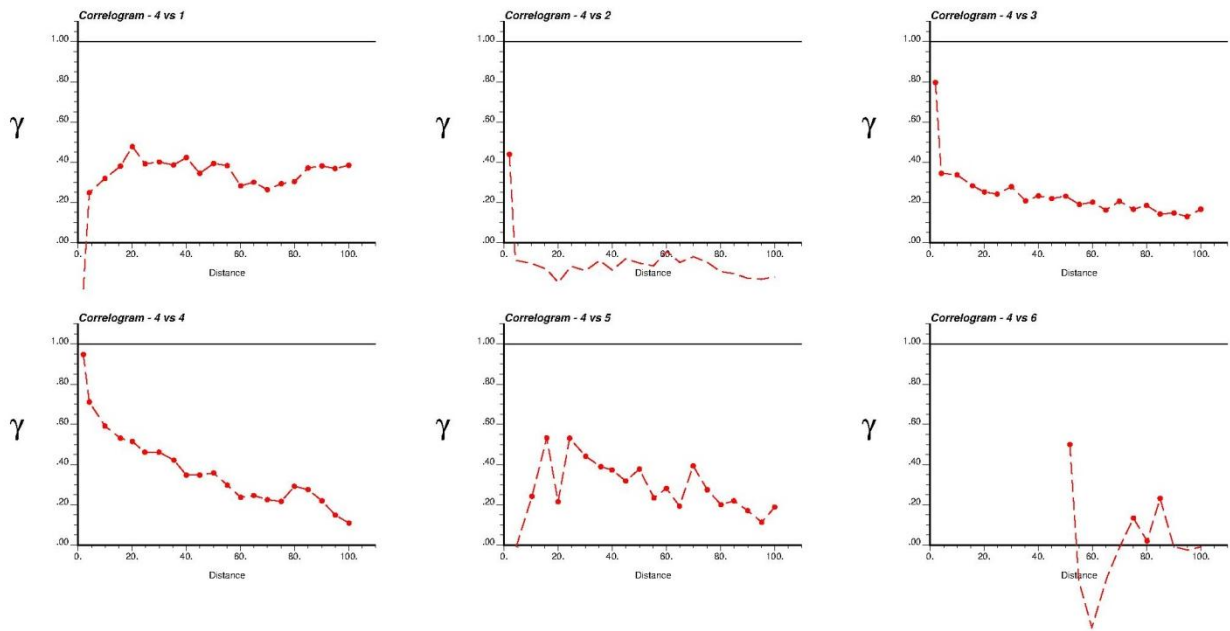 Correlogram - 4 vs 1
1.00
.80
γ
.60
.40
.20
.00
0. 20. 40. 60. 80. 100.
Distance
Correlogram - 4 vs 2
1.00
.80
γ
.60
.40
.20
.00
0. 20. 40. 60. 80. 100.
Distance
Correlogram - 4 vs 3
1.00
.80
γ
.60
.40
.20
.00
0. 20. 40. 60. 80. 100.
Distance
Correlogram - 4 vs 4
1.00
.80
γ
.60
.40
.20
.00
0. 20. 40. 60. 80. 100.
Distance
Correlogram - 4 vs 5
1.00
.80
γ
.60
.40
.20
.00
0. 20. 40. 60. 80. 100.
Distance
Correlogram - 4 vs 6
1.00
.80
γ
.60
.40
.20
.00
0. 20. 40. 60. 80. 100.
Distance